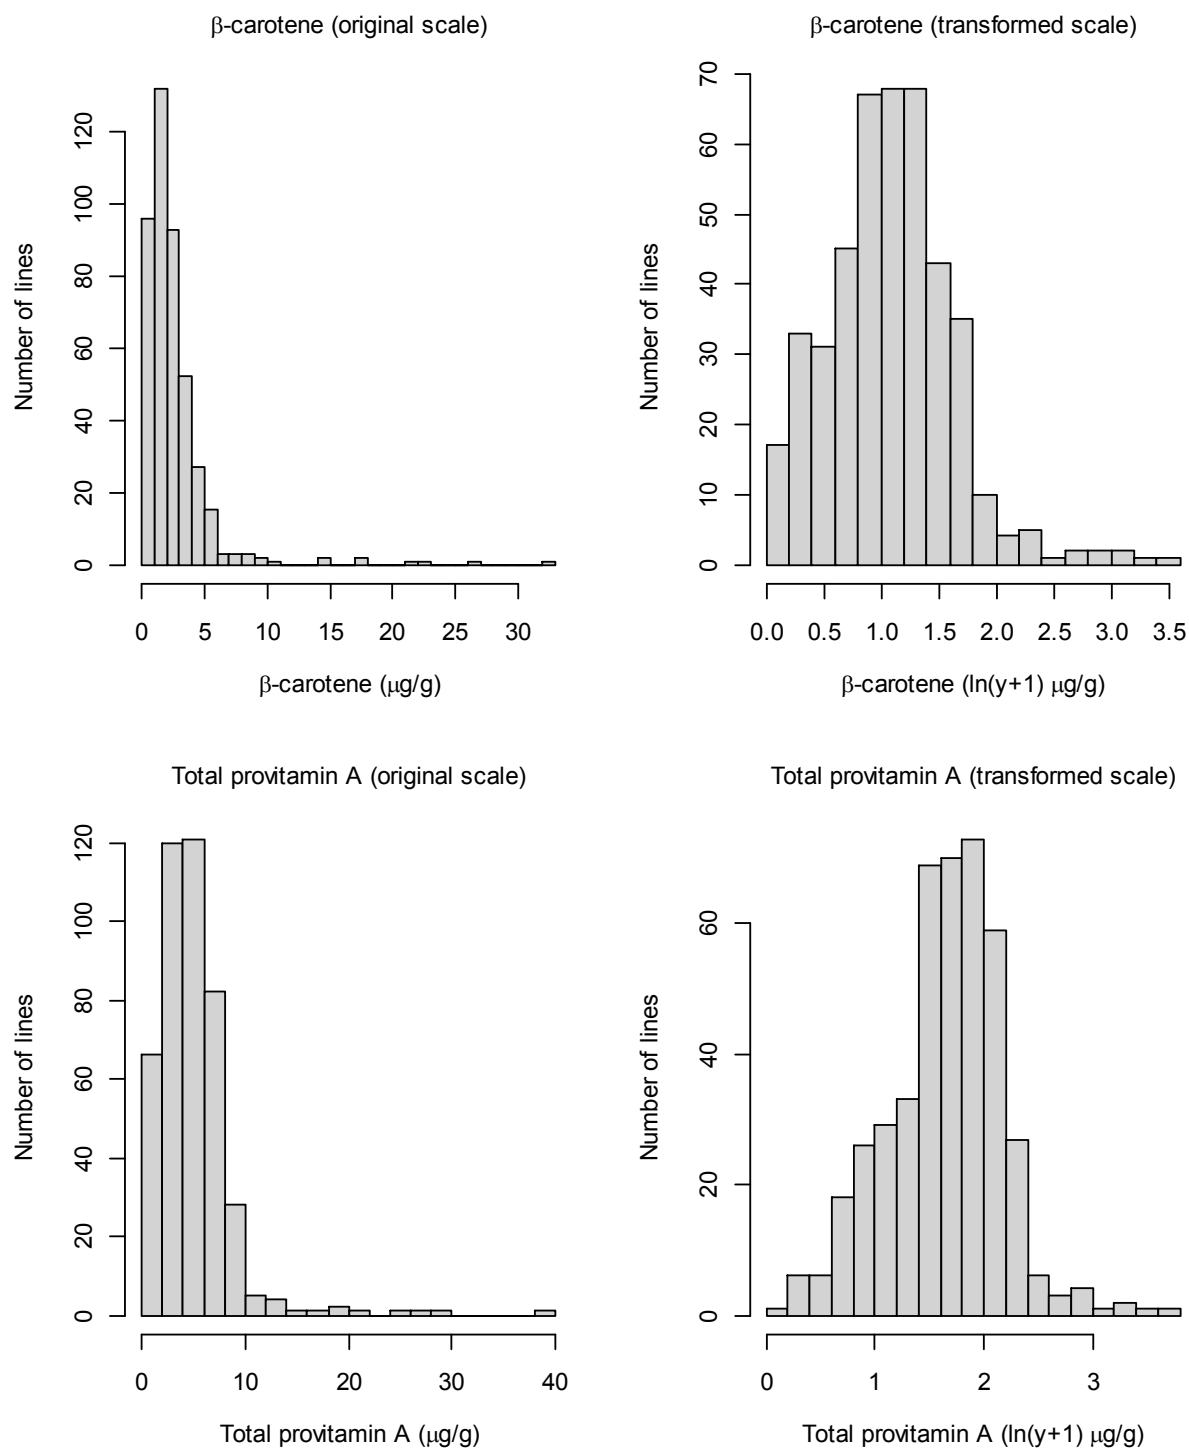 β-carotene (original scale)
Number of lines
0 20 40 60 80 100 120
0 5 10 15 20 25 30
β-carotene (μg/g)
β-carotene (transformed scale)
Number of lines
0 10 20 30 40 50 60 70
0.0 0.5 1.0 1.5 2.0 2.5 3.0 3.5
β-carotene (ln(y+1) μg/g)
Total provitamin A (original scale)
Number of lines
0 20 40 60 80 100 120
0 10 20 30 40
Total provitamin A (μg/g)
Total provitamin A (transformed scale)
Number of lines
0 20 40 60
0 1 2 3
Total provitamin A (ln(y+1) μg/g)